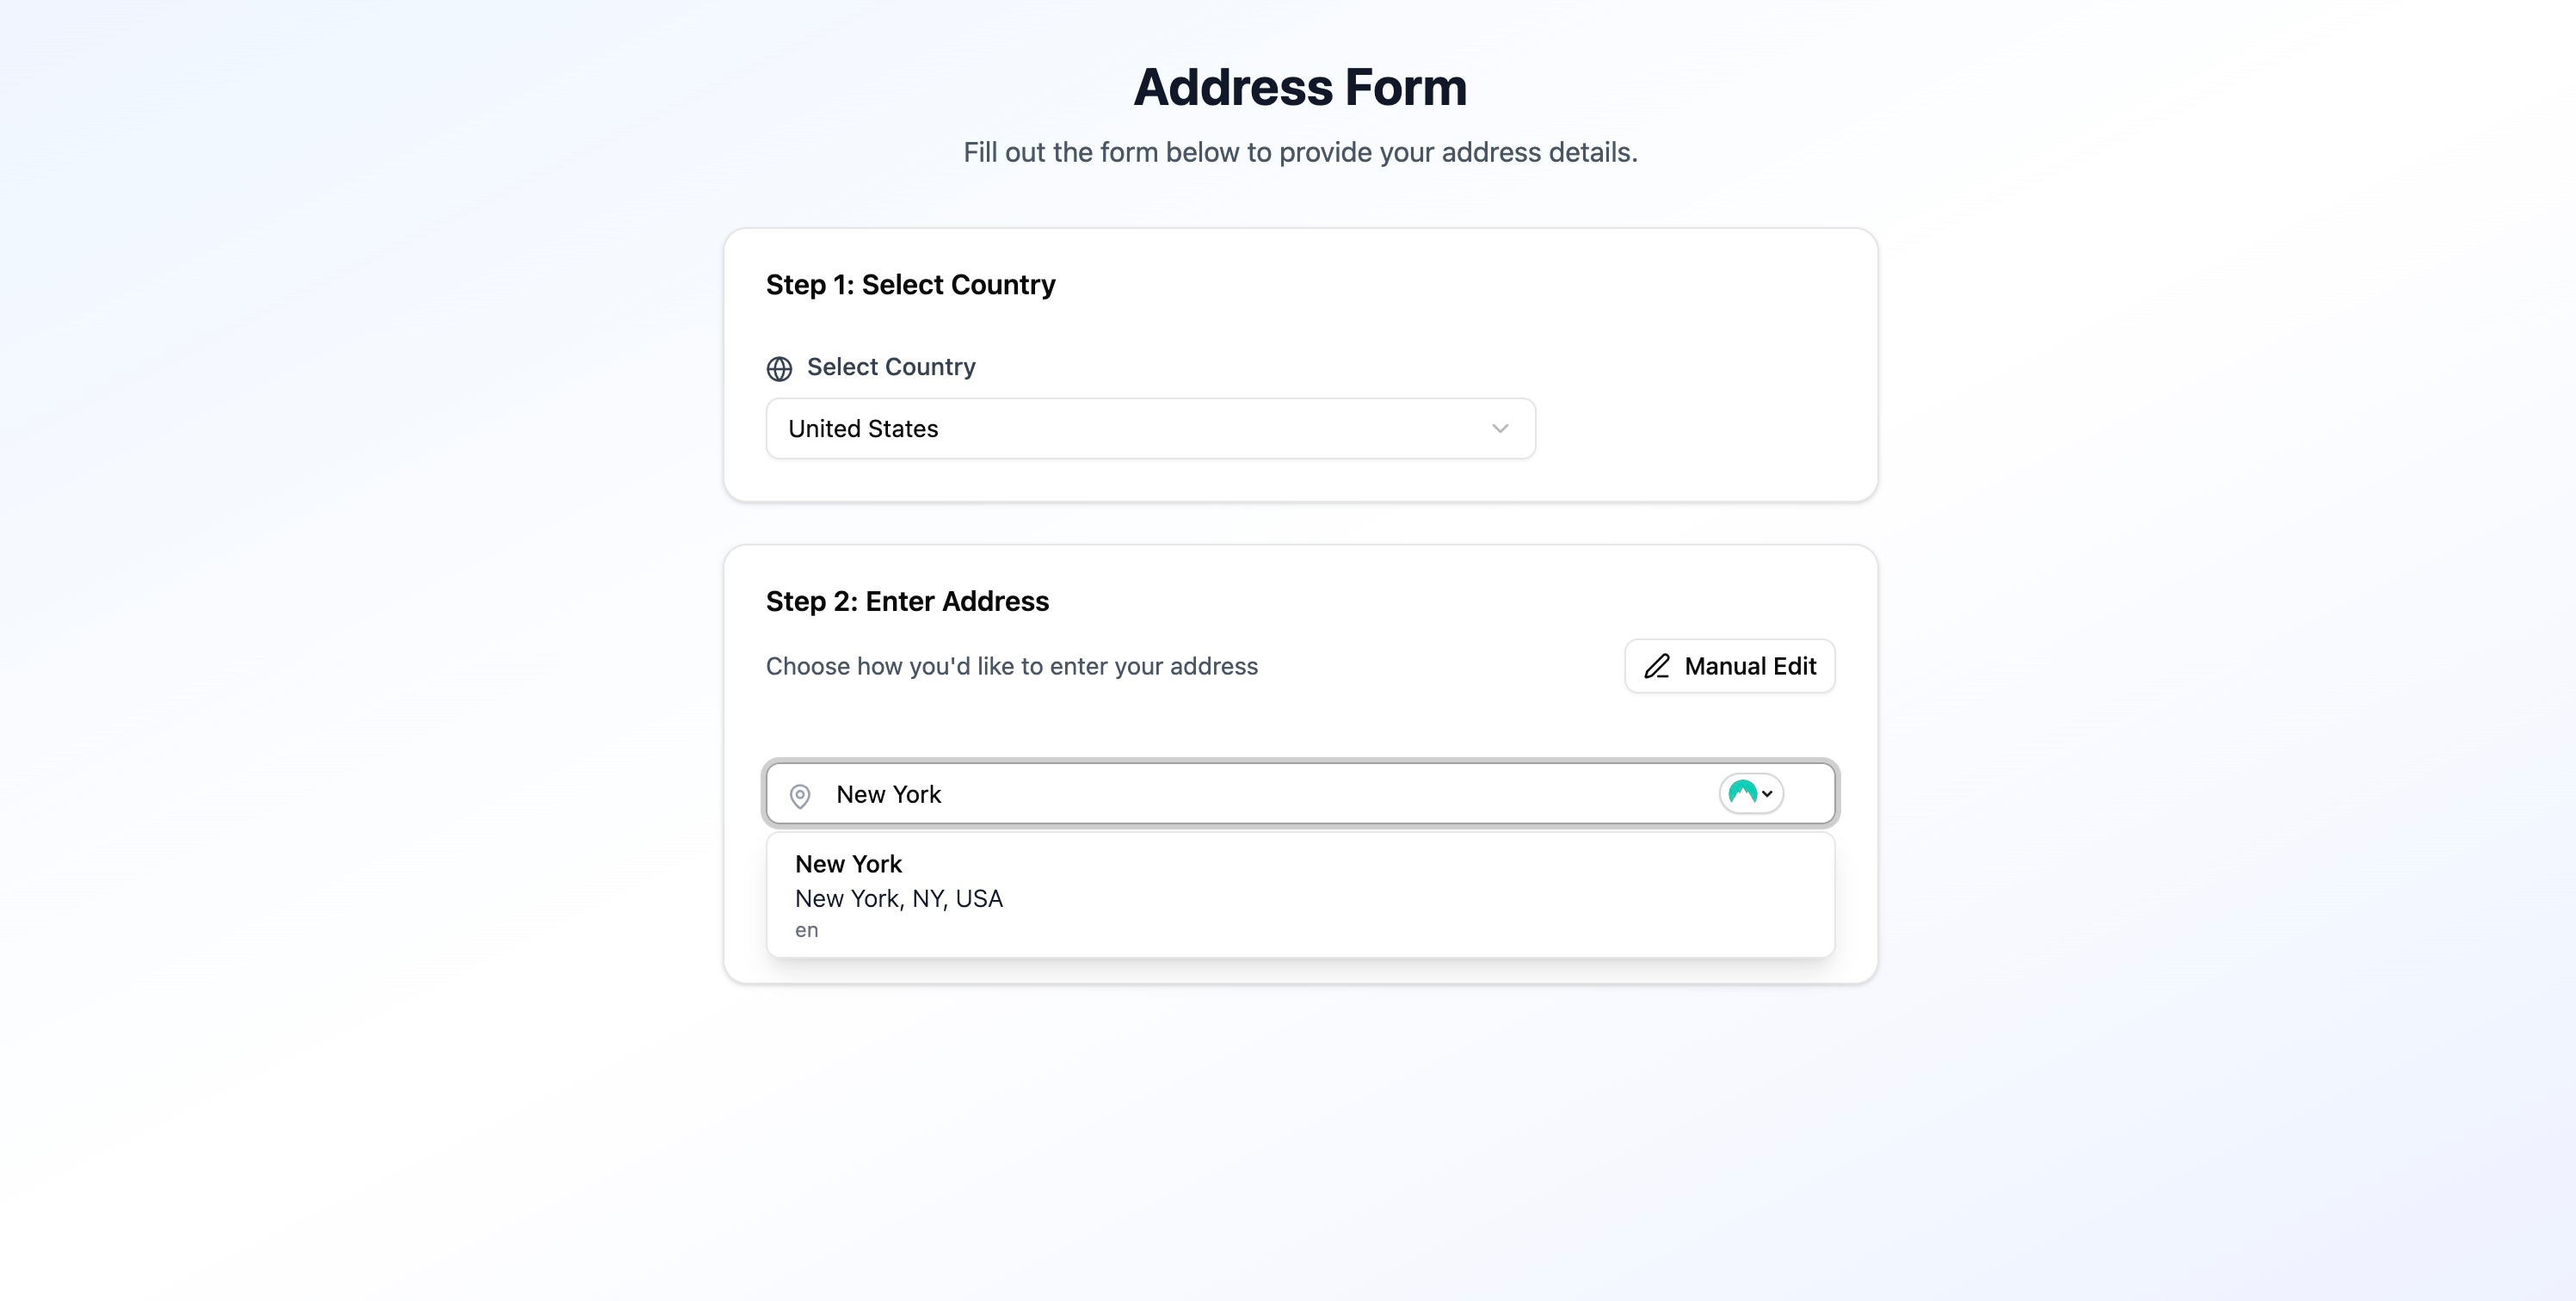 Address Form
Fill out the form below to provide your address details.
Step 1: Select Country
Select Country
United States
Step 2: Enter Address
Choose how you'd like to enter your address
Manual Edit
New York
New York
New York, NY, USA
en